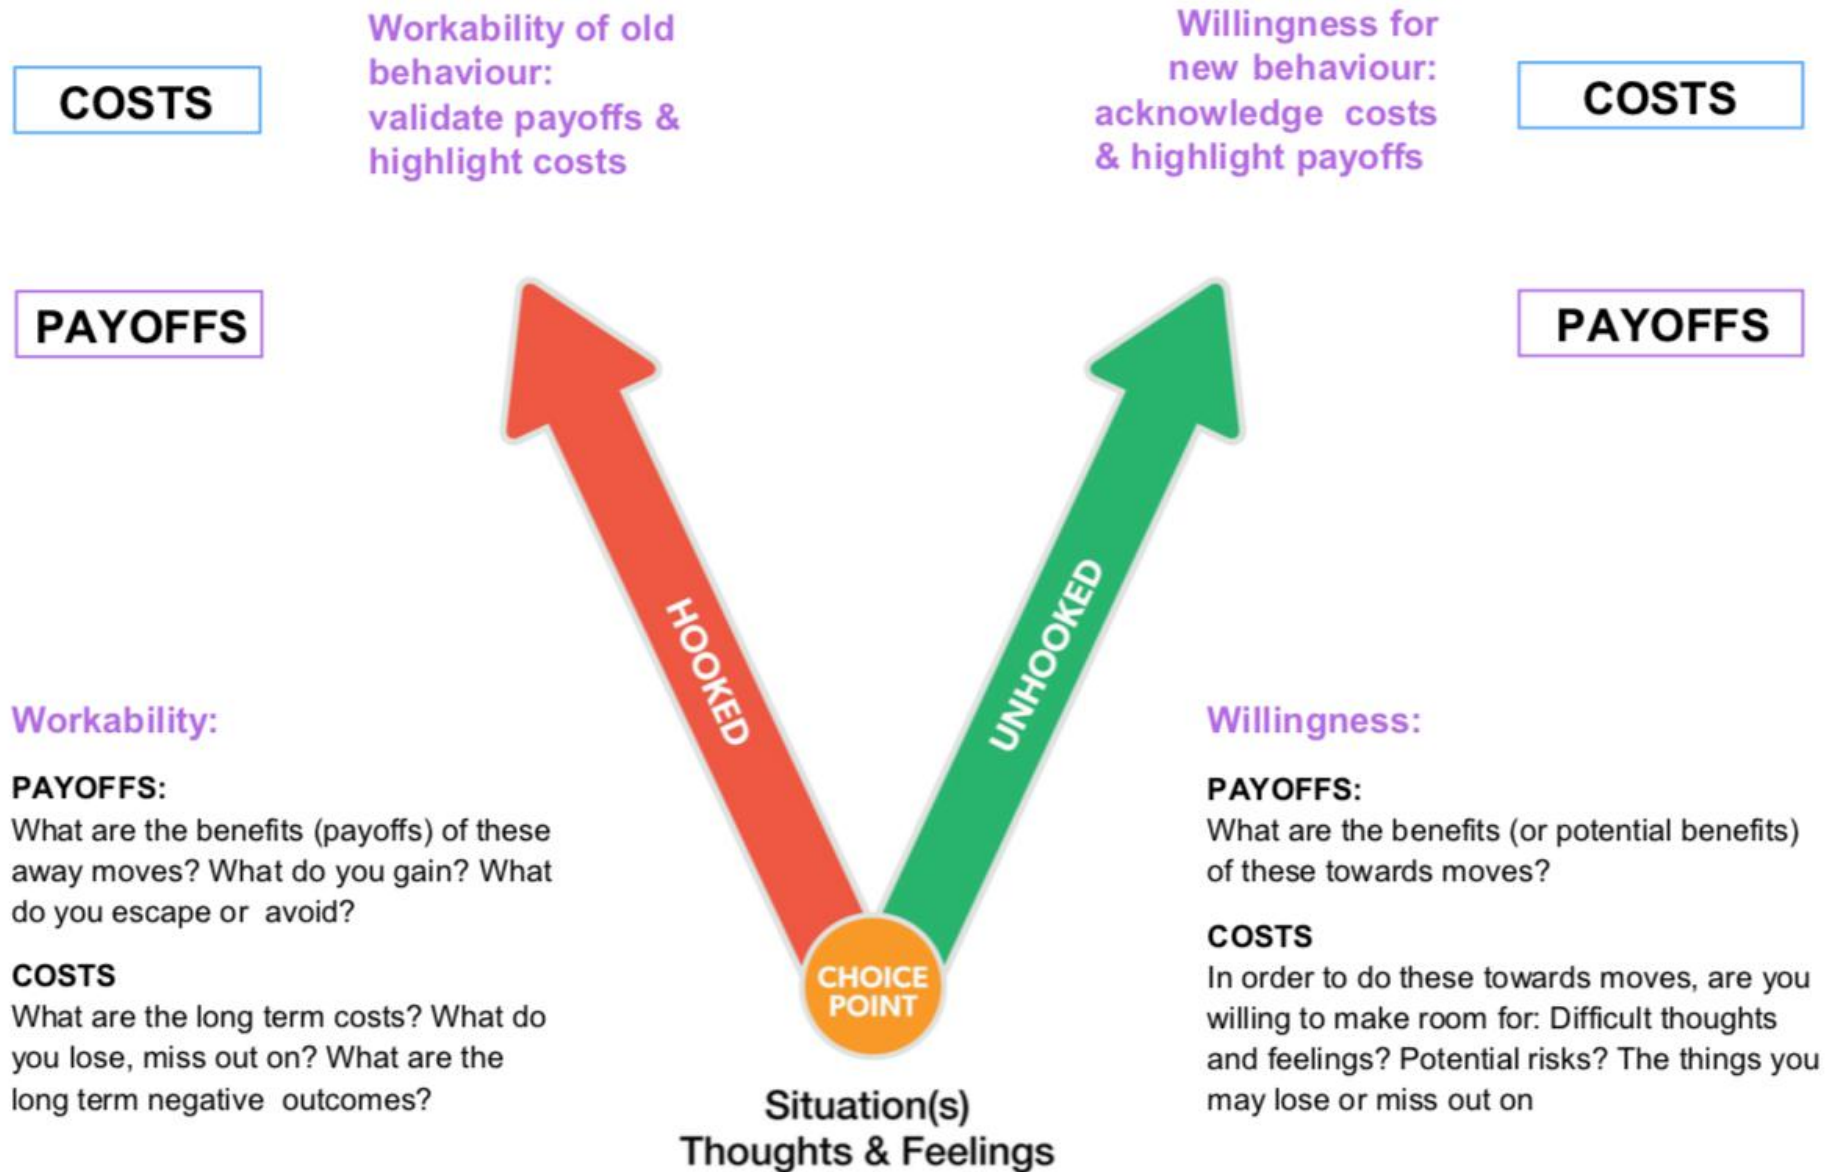 COSTS
Workability of old
behaviour:
validate payoffs &
highlight costs
Willingness for
new behaviour:
acknowledge costs
& highlight payoffs
COSTS
PAYOFFS
PAYOFFS
HOOKED
UNHOOKED
Workability:
PAYOFFS:
What are the benefits (payoffs) of these
away moves? What do you gain? What
do you escape or avoid?
COSTS
What are the long term costs? What do
you lose, miss out on? What are the
long term negative outcomes?
CHOICE
POINT
Situation(s)
Thoughts & Feelings
Willingness:
PAYOFFS:
What are the benefits (or potential benefits)
of these towards moves?
COSTS
In order to do these towards moves, are you
willing to make room for: Difficult thoughts
and feelings? Potential risks? The things you
may lose or miss out on